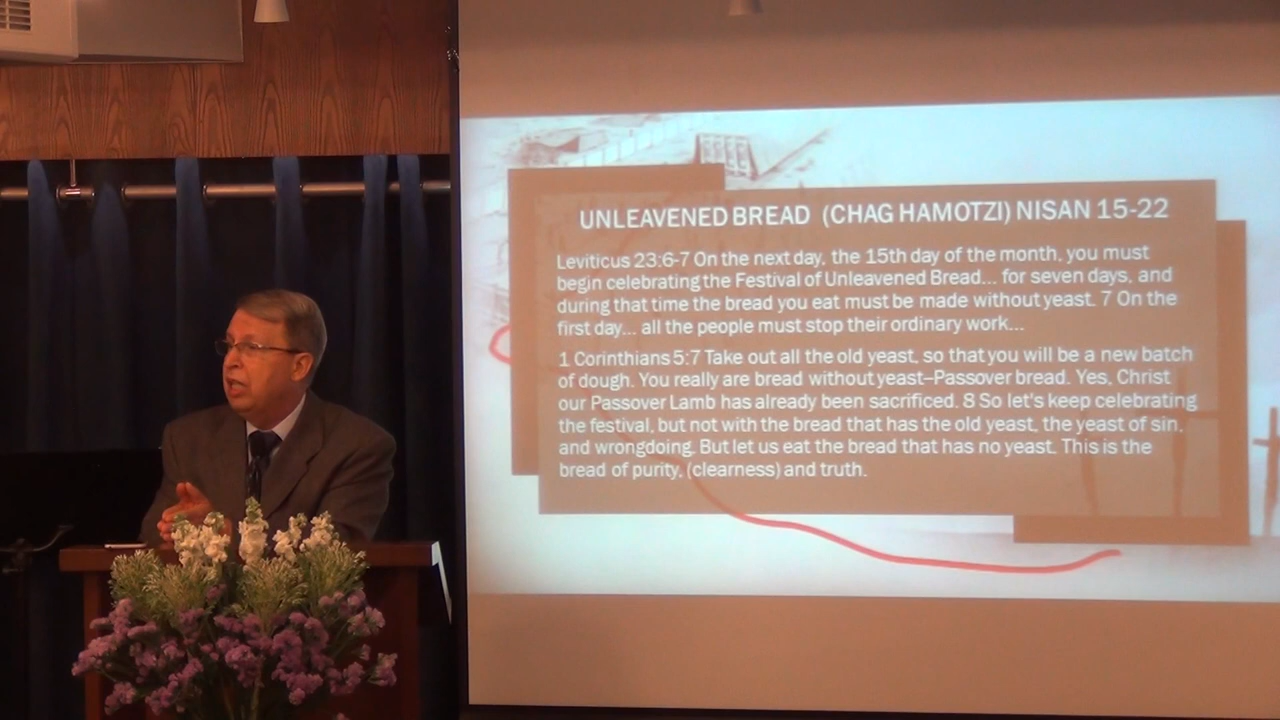 UNLEAVENED BREAD (CHAG HAMOTZI) NISAN 15-22
Leviticus 23:6-7 On the next day, the 15th day of the month, you must
begin celebrating the Festival of Unleavened Bread... for seven days, and
during that time the bread you eat must be made without yeast. 7 On the
first day... all the people must stop their ordinary work...
1 Corinthians 5:7 Take out all the old yeast, so that you will be a new batch
of dough. You really are bread without yeast–Passover bread. Yes, Christ
our Passover Lamb has already been sacrificed. 8 So let's keep celebrating
the festival, but not with the bread that has the old yeast, the yeast of sin,
and wrongdoing. But let us eat the bread that has no yeast. This is the
bread of purity, (clearness) and truth.